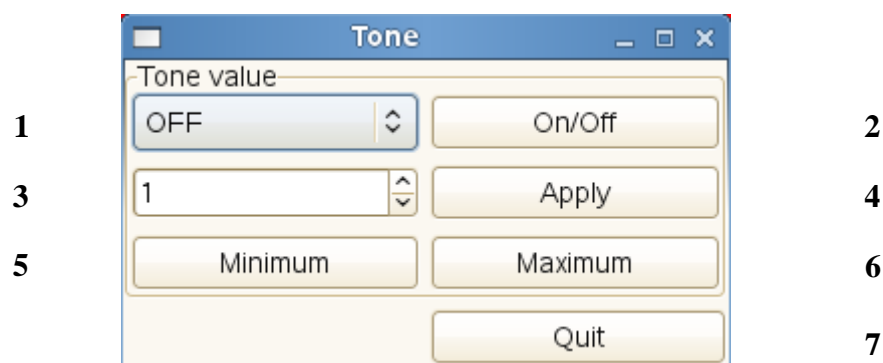 Tone
Tone value
1 OFF On/Off 2
3 1 Apply 4
5 Minimum Maximum 6
Quit 7